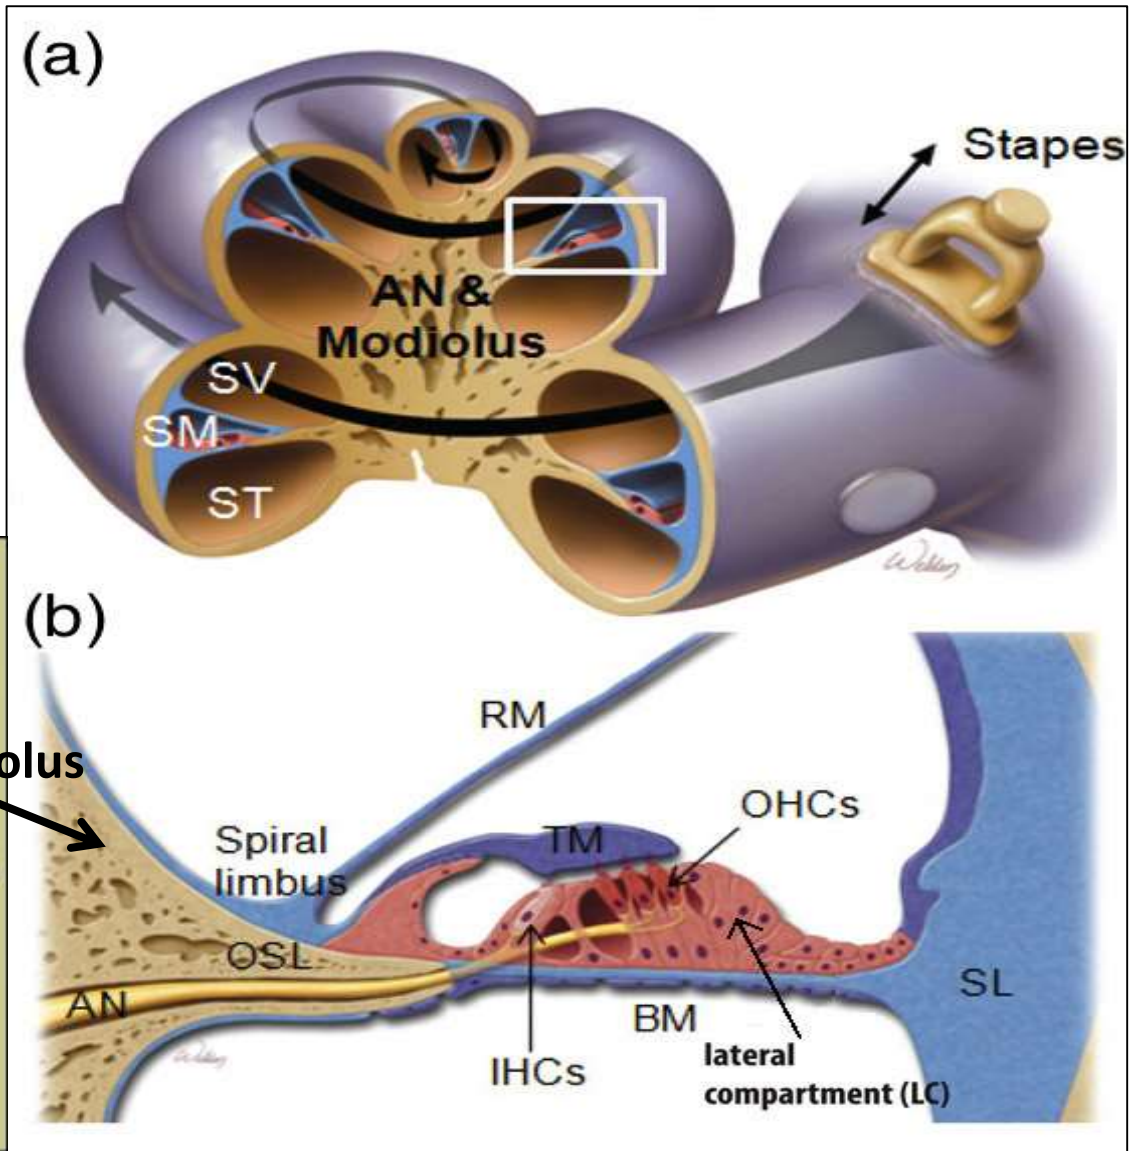 (a)
Stapes
AN &
Modiolus
SV
SM
ST
(b)
RM
olus
OHCs
TM
Spiral
limbus
OSL
AN
SL
BM
IHCs
lateral
compartment (LC)